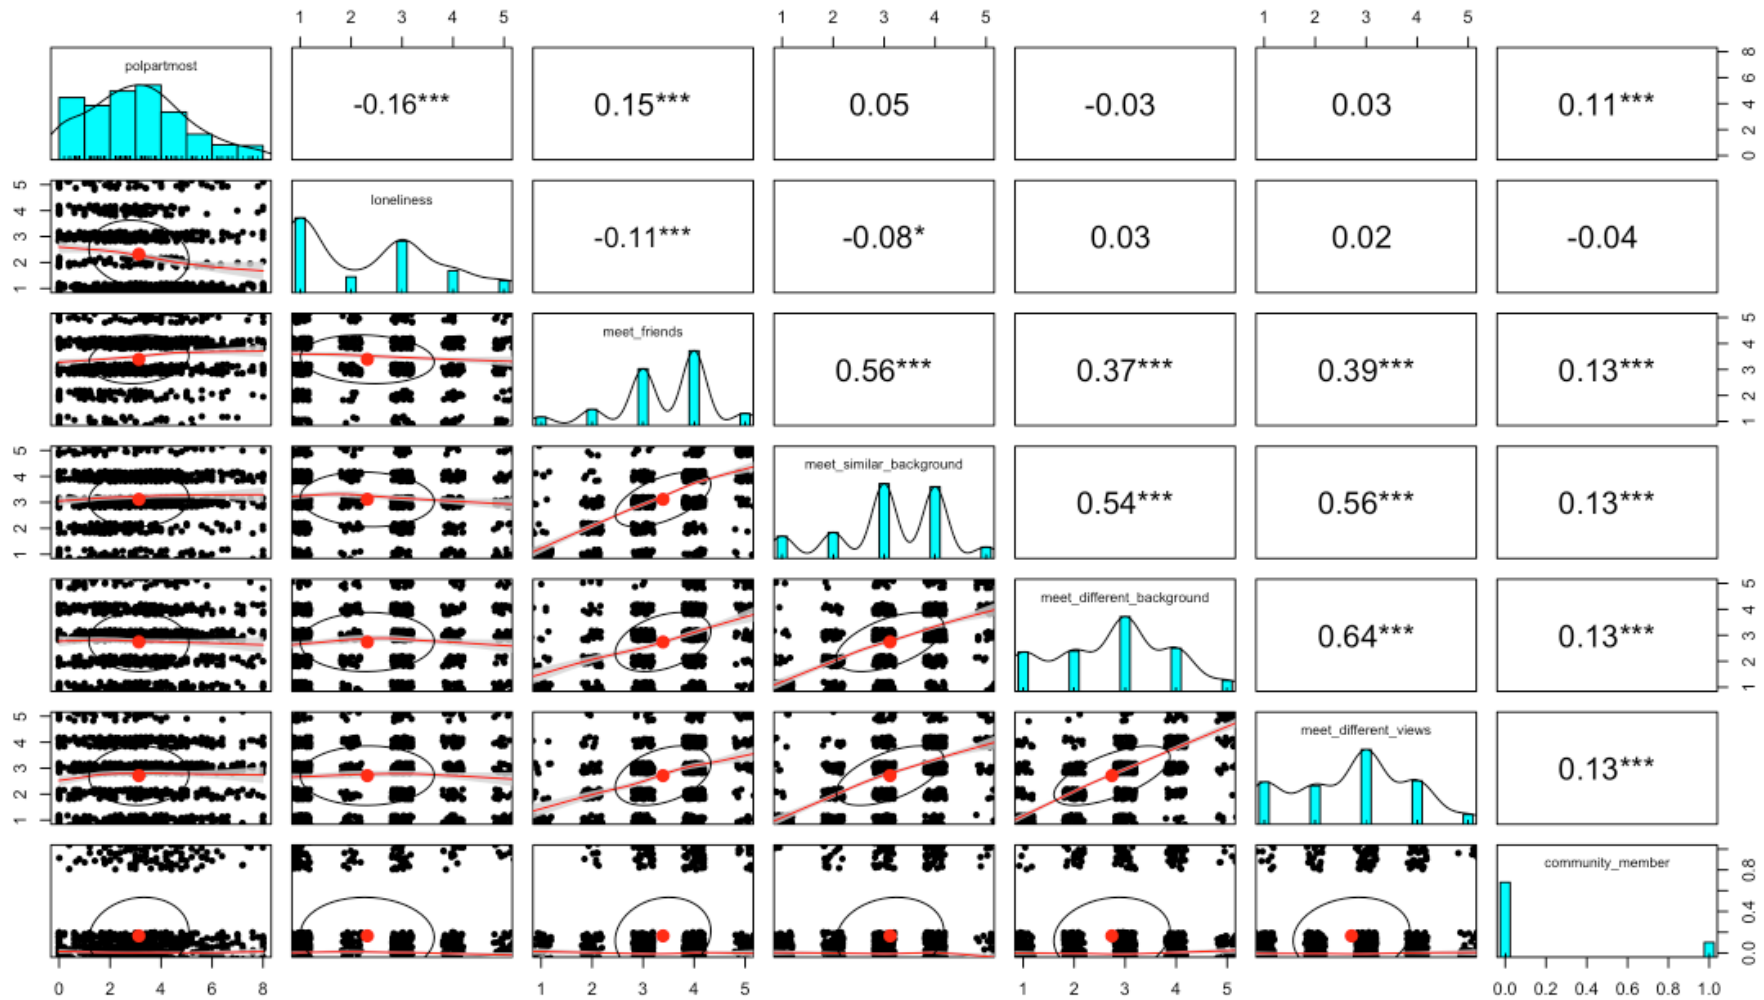 1 2 3 4 5 1 2 3 4 5 1 2 3 4 5
polpartmost -0.16*** 0.15*** 0.05 -0.03 0.03 0.11*** 0 2 4 6 8
1 2 3 4 5 loneliness -0.11*** -0.08* 0.03 0.02 -0.04
meet_friends 0.56*** 0.37*** 0.39*** 0.13*** 1 2 3 4 5
1 2 3 4 5 meet_similar_background 0.54*** 0.56*** 0.13***
meet_different_background 0.64*** 0.13*** 1 2 3 4 5
1 2 3 4 5 meet_different_views 0.13***
community_member 0.0 0.4 0.8
0 2 4 6 8 1 2 3 4 5 1 2 3 4 5 0.0 0.2 0.4 0.6 0.8 1.0